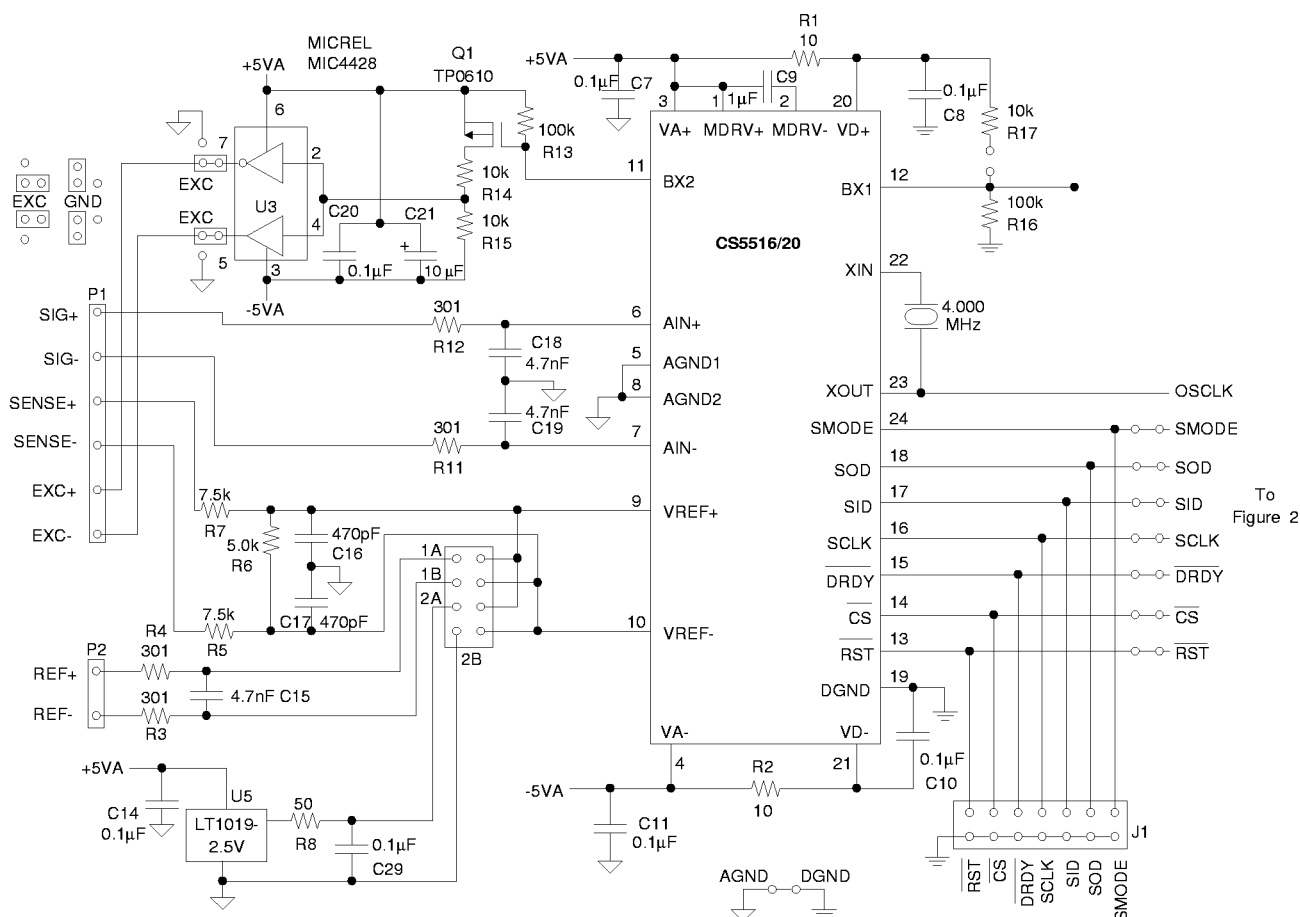 MICREL
MIC4428
+5VA
6
Q1
TP0610
100k
R13
7
2
EXC
10k
R14
U3
EXC
GND
EXC
4
C20
C21
10k
R15
+
0.1µF
10 µF
5
3
-5VA
R1
10
+5VA
0.1µF
C7
1µF
C9
3
1
2
20
0.1µF
C8
10k
R17
VA+
MDRV+
MDRV-
VD+
11
BX2
BX1
12
100k
R16
CS5516/20
XIN
22
4.000
MHz
P1
SIG+
SIG-
SENSE+
SENSE-
EXC+
EXC-
301
R12
6
AIN+
C18
4.7nF
5
AGND1
8
AGND2
4.7nF
C19
301
R11
7
AIN-
XOUT
23
OSCLK
SMODE
24
SMODE
SOD
18
SOD
SID
17
SID
SCLK
16
SCLK
DRDY
15
DRDY
CS
14
CS
RST
13
RST
To
Figure 2
7.5k
R7
9
VREF+
5.0k
R6
470pF
C16
1A
1B
2A
2B
C17
470pF
7.5k
R5
10
VREF-
R4
301
P2
REF+
REF-
4.7nF C15
301
R3
DGND
19
VA-
VD-
4
21
0.1µF
C10
-5VA
R2
10
C11
0.1µF
+5VA
C14
0.1µF
U5
LT1019-
2.5V
50
R8
0.1µF
C29
J1
RST
CS
DRDY
SCLK
SID
SOD
SMODE
AGND
DGND